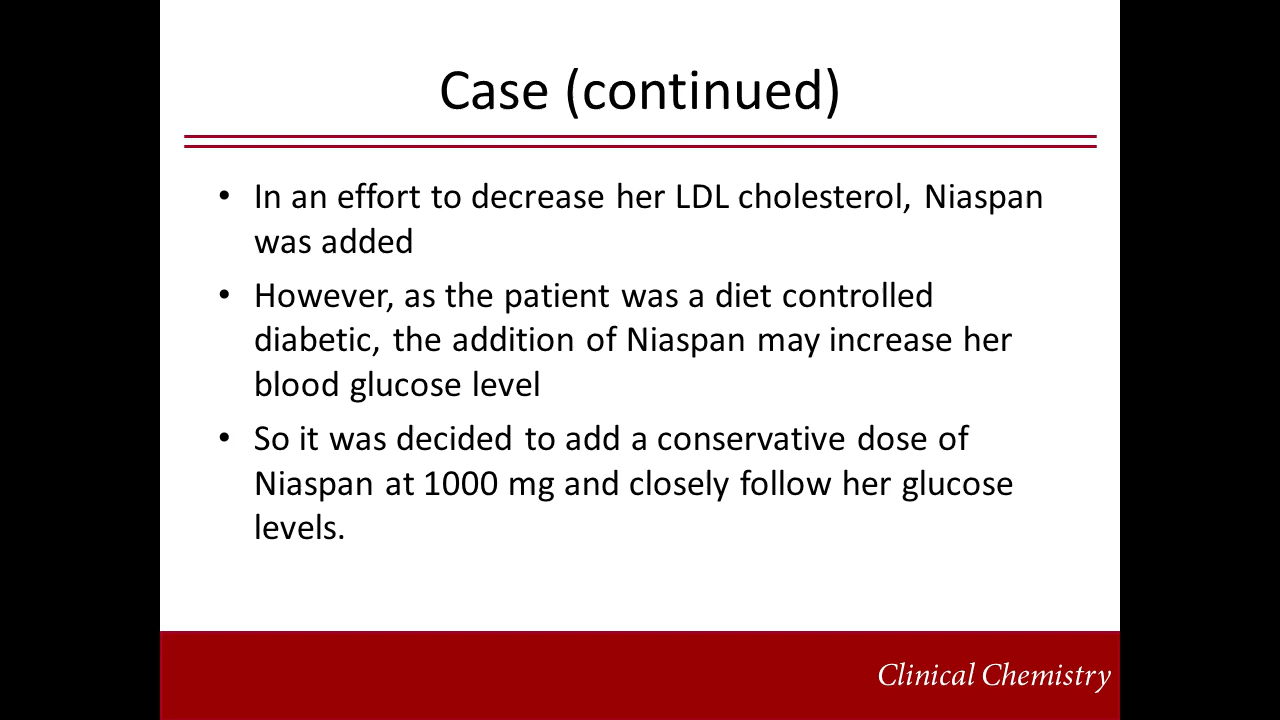 Case (continued)
• In an effort to decrease her LDL cholesterol, Niaspan
was added
• However, as the patient was a diet controlled
diabetic, the addition of Niaspan may increase her
blood glucose level
• So it was decided to add a conservative dose of
Niaspan at 1000 mg and closely follow her glucose
levels.
Clinical Chemistry